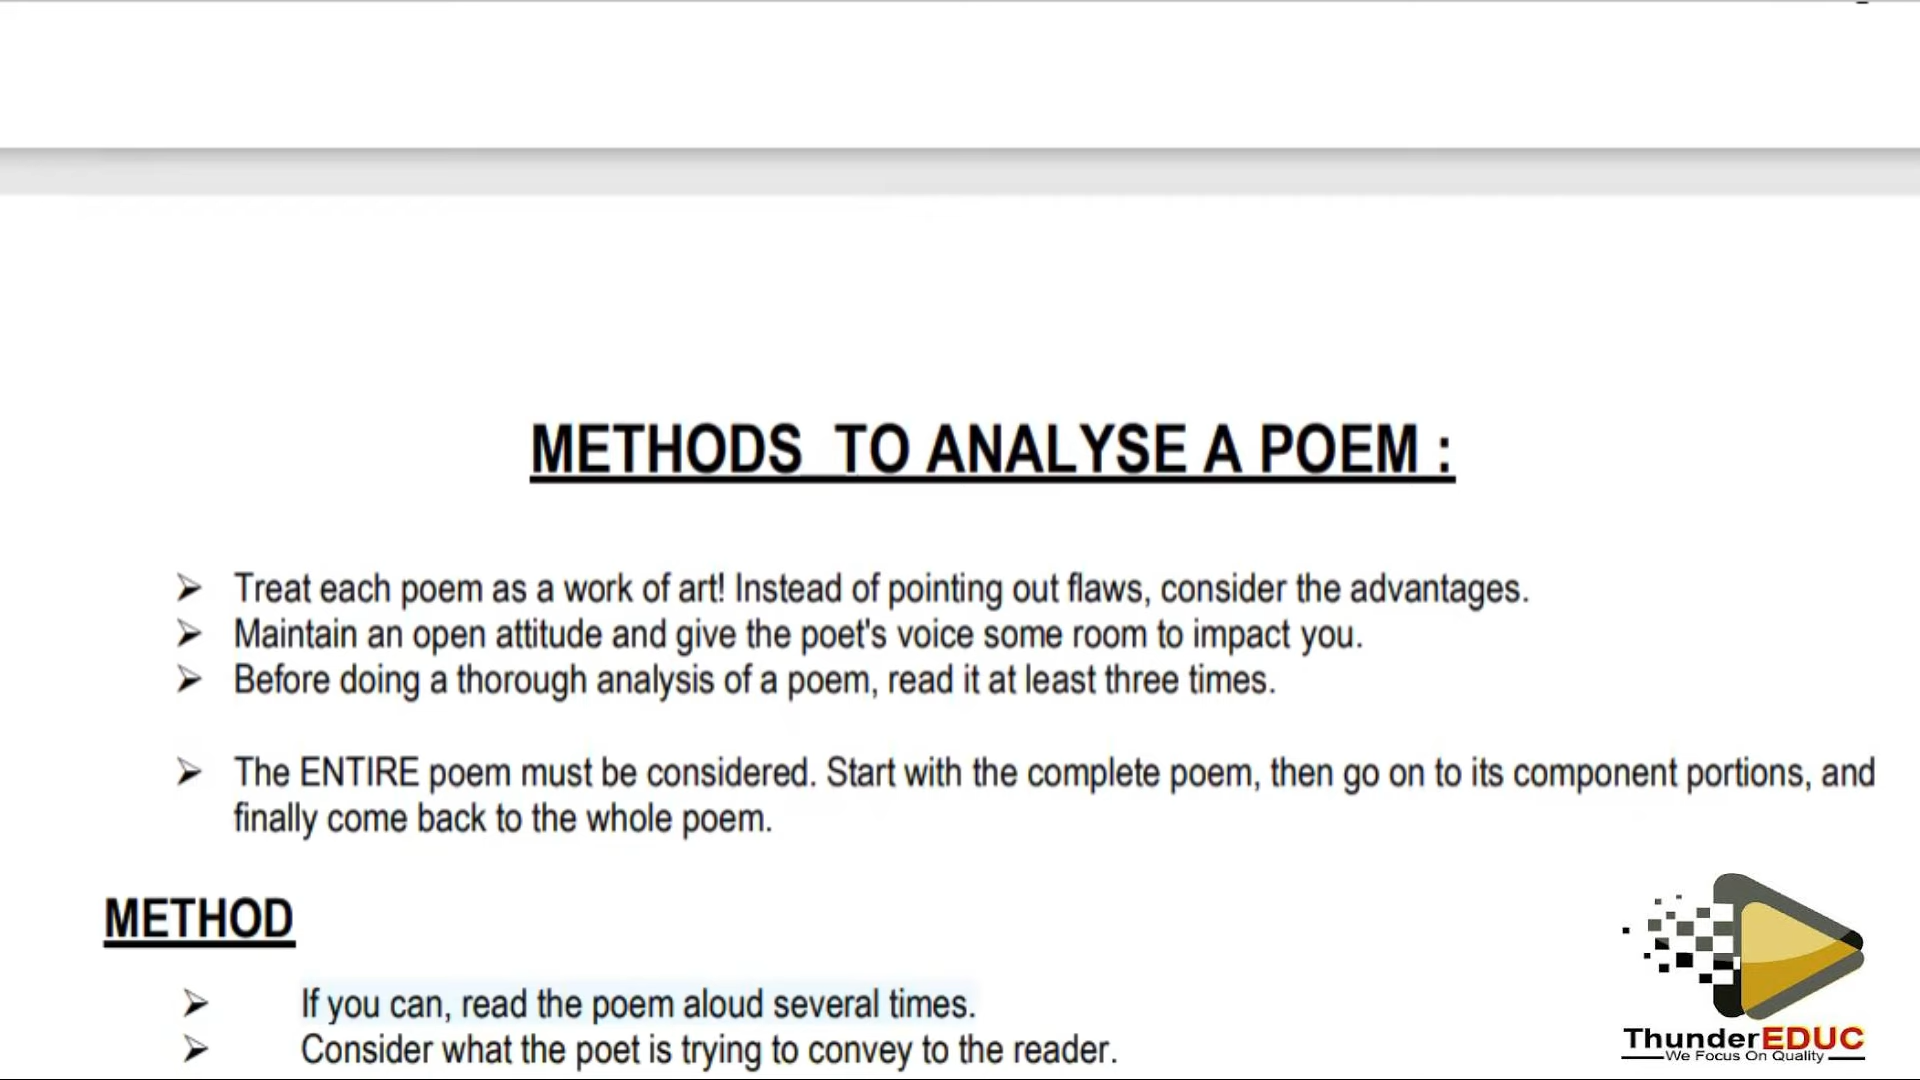 METHODS TO ANALYSE A POEM :
➢ Treat each poem as a work of art! Instead of pointing out flaws, consider the advantages.
➢ Maintain an open attitude and give the poet's voice some room to impact you.
➢ Before doing a thorough analysis of a poem, read it at least three times.
➢ The ENTIRE poem must be considered. Start with the complete poem, then go on to its component portions, and
finally come back to the whole poem.
METHOD
➢ If you can, read the poem aloud several times.
➢ Consider what the poet is trying to convey to the reader.
ThunderEDUC
We Focus On Quality